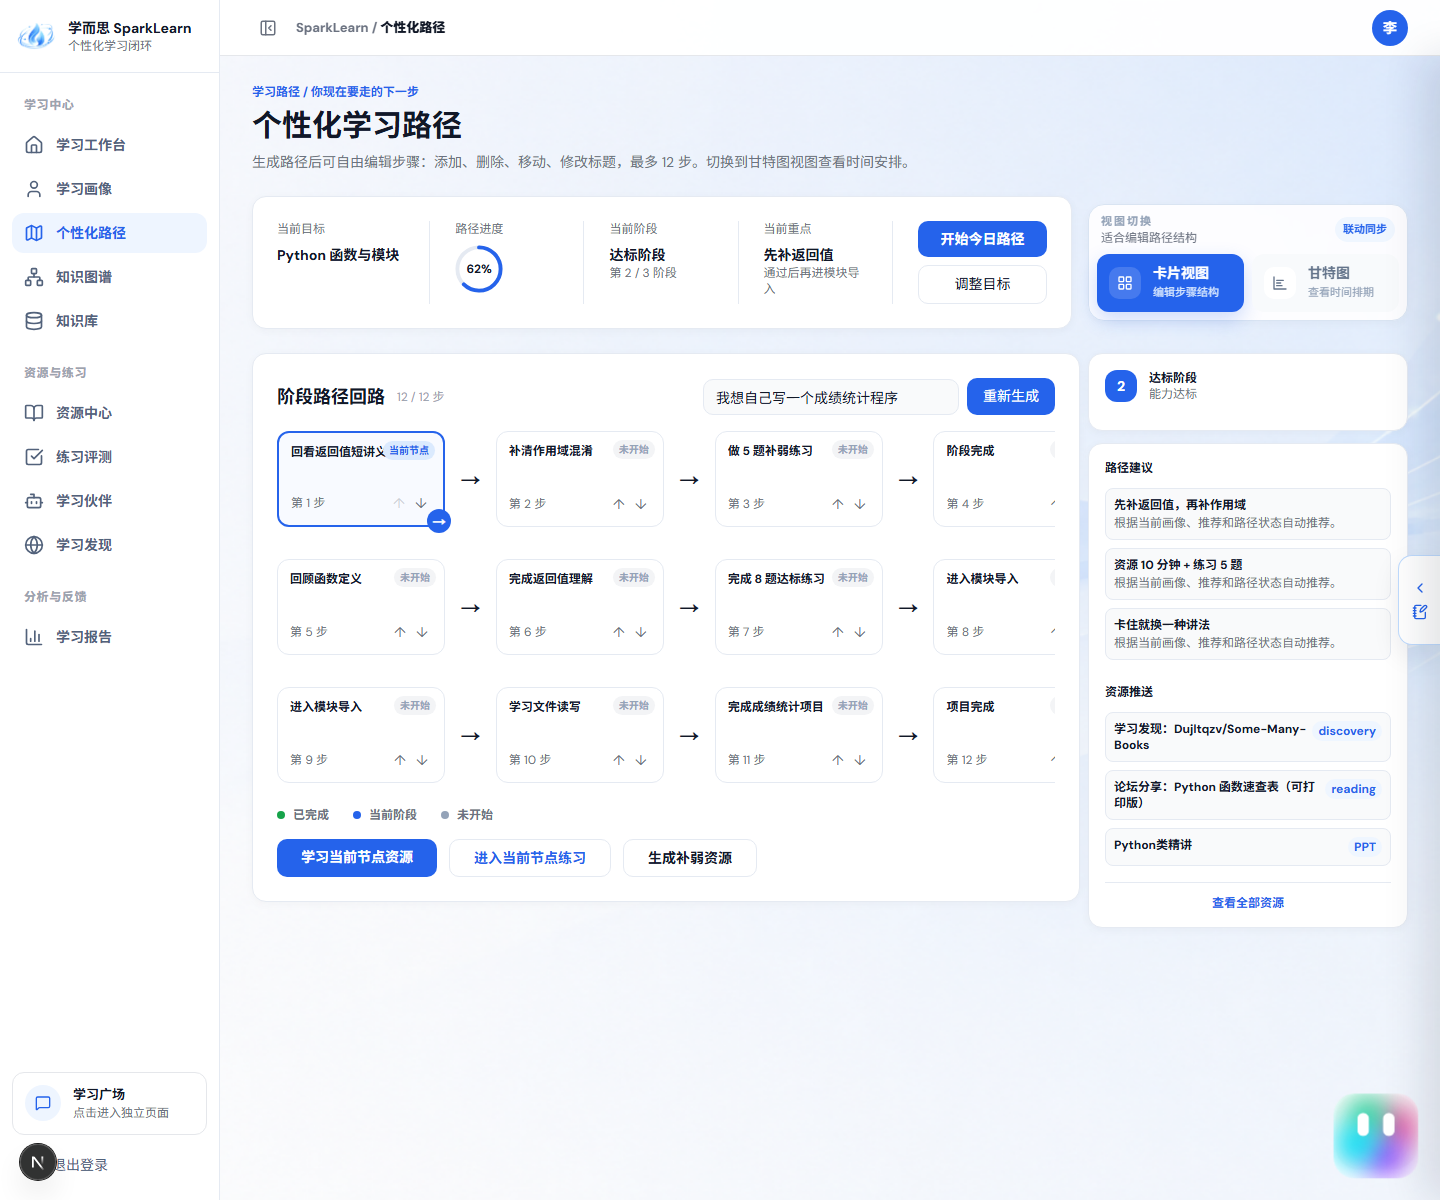 学而思 SparkLearn
个性化学习闭环
学习中心
学习工作台
学习画像
个性化路径
知识图谱
知识库
资源与练习
资源中心
练习评测
学习伙伴
学习发现
分析与反馈
学习报告
学习广场
点击进入独立页面
N
退出登录
SparkLearn / 个性化路径
李
学习路径 / 你现在要走的下一步
个性化学习路径
生成路径后可自由编辑步骤：添加、删除、移动、修改标题，最多 12 步。切换到甘特图视图查看时间安排。
当前目标
Python 函数与模块
路径进度
62%
当前阶段
达标阶段
第 2 / 3 阶段
当前重点
先补返回值
通过后再进模块导
入
开始今日路径
调整目标
视图切换
适合编辑路径结构
联动同步
卡片视图
编辑步骤结构
甘特图
查看时间排期
阶段路径回路 12 / 12 步
我想自己写一个成绩统计程序
重新生成
回看返回值短讲义 当前节点
第 1 步
→
补清作用域混淆 未开始
第 2 步
→
做 5 题补弱练习 未开始
第 3 步
→
阶段完成
第 4 步
回顾函数定义 未开始
第 5 步
→
完成返回值理解 未开始
第 6 步
→
完成 8 题达标练习 未开始
第 7 步
→
进入模块导入
第 8 步
进入模块导入 未开始
第 9 步
→
学习文件读写 未开始
第 10 步
→
完成成绩统计项目 未开始
第 11 步
→
项目完成
第 12 步
已完成 当前阶段 未开始
学习当前节点资源
进入当前节点练习
生成补弱资源
2
达标阶段
能力达标
路径建议
先补返回值，再补作用域
根据当前画像、推荐和路径状态自动推荐。
资源 10 分钟 + 练习 5 题
根据当前画像、推荐和路径状态自动推荐。
卡住就换一种讲法
根据当前画像、推荐和路径状态自动推荐。
资源推送
学习发现：Dujltqzv/Some-Many-
Books
discovery
论坛分享：Python 函数速查表（可打
印版）
reading
Python类精讲
PPT
查看全部资源